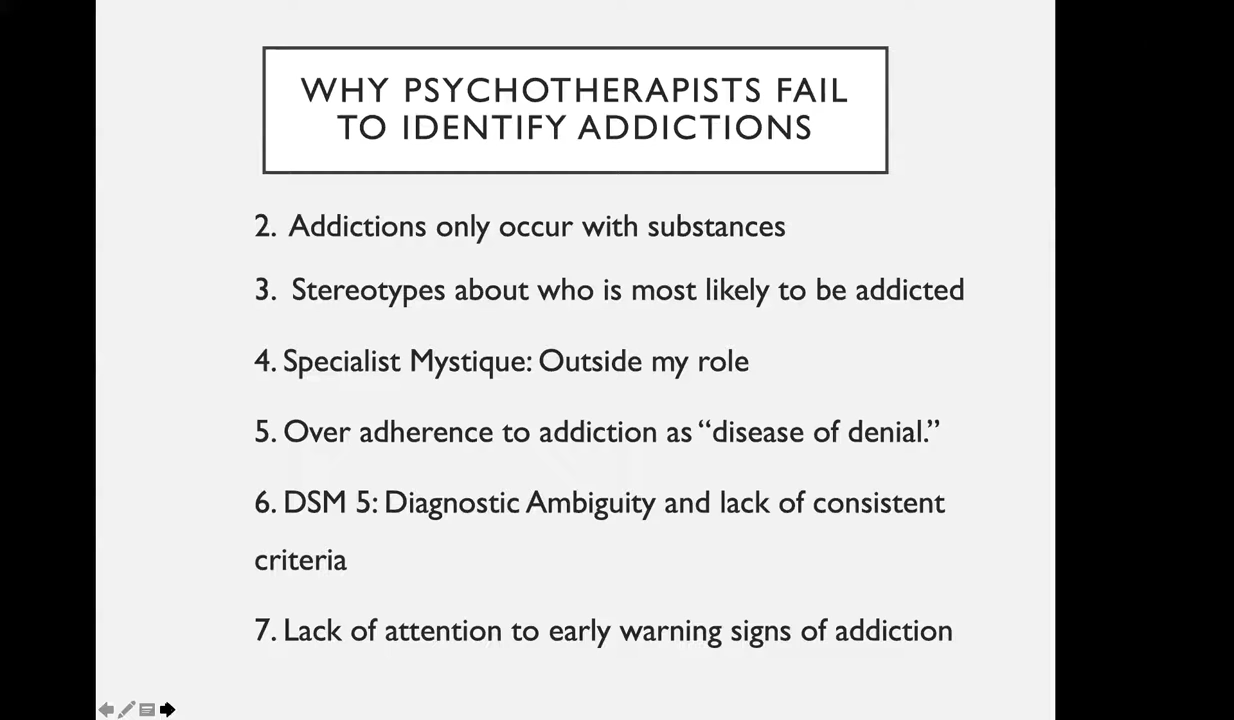 WHY PSYCHOTHERAPISTS FAIL
TO IDENTIFY ADDICTIONS
2. Addictions only occur with substances
3. Stereotypes about who is most likely to be addicted
4. Specialist Mystique: Outside my role
5. Over adherence to addiction as “disease of denial.”
6. DSM 5: Diagnostic Ambiguity and lack of consistent
criteria
7. Lack of attention to early warning signs of addiction